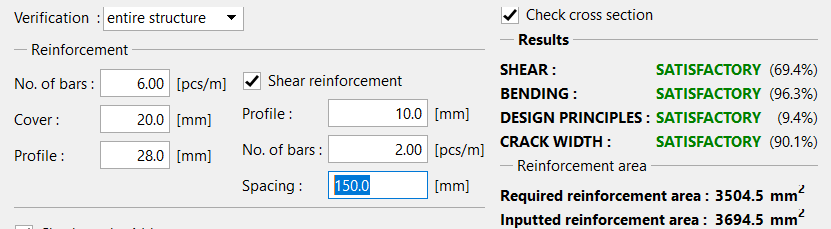 Verification : entire structure
Reinforcement
No. of bars : 6.00 [pcs/m]
Cover : 20.0 [mm]
Profile : 28.0 [mm]
Shear reinforcement
Profile : 10.0 [mm]
No. of bars : 2.00 [pcs/m]
Spacing : 150.0 [mm]
Check cross section
Results
SHEAR : SATISFACTORY (69.4%)
BENDING : SATISFACTORY (96.3%)
DESIGN PRINCIPLES : SATISFACTORY (9.4%)
CRACK WIDTH : SATISFACTORY (90.1%)
Reinforcement area
Required reinforcement area : 3504.5 mm²
Inputted reinforcement area : 3694.5 mm²